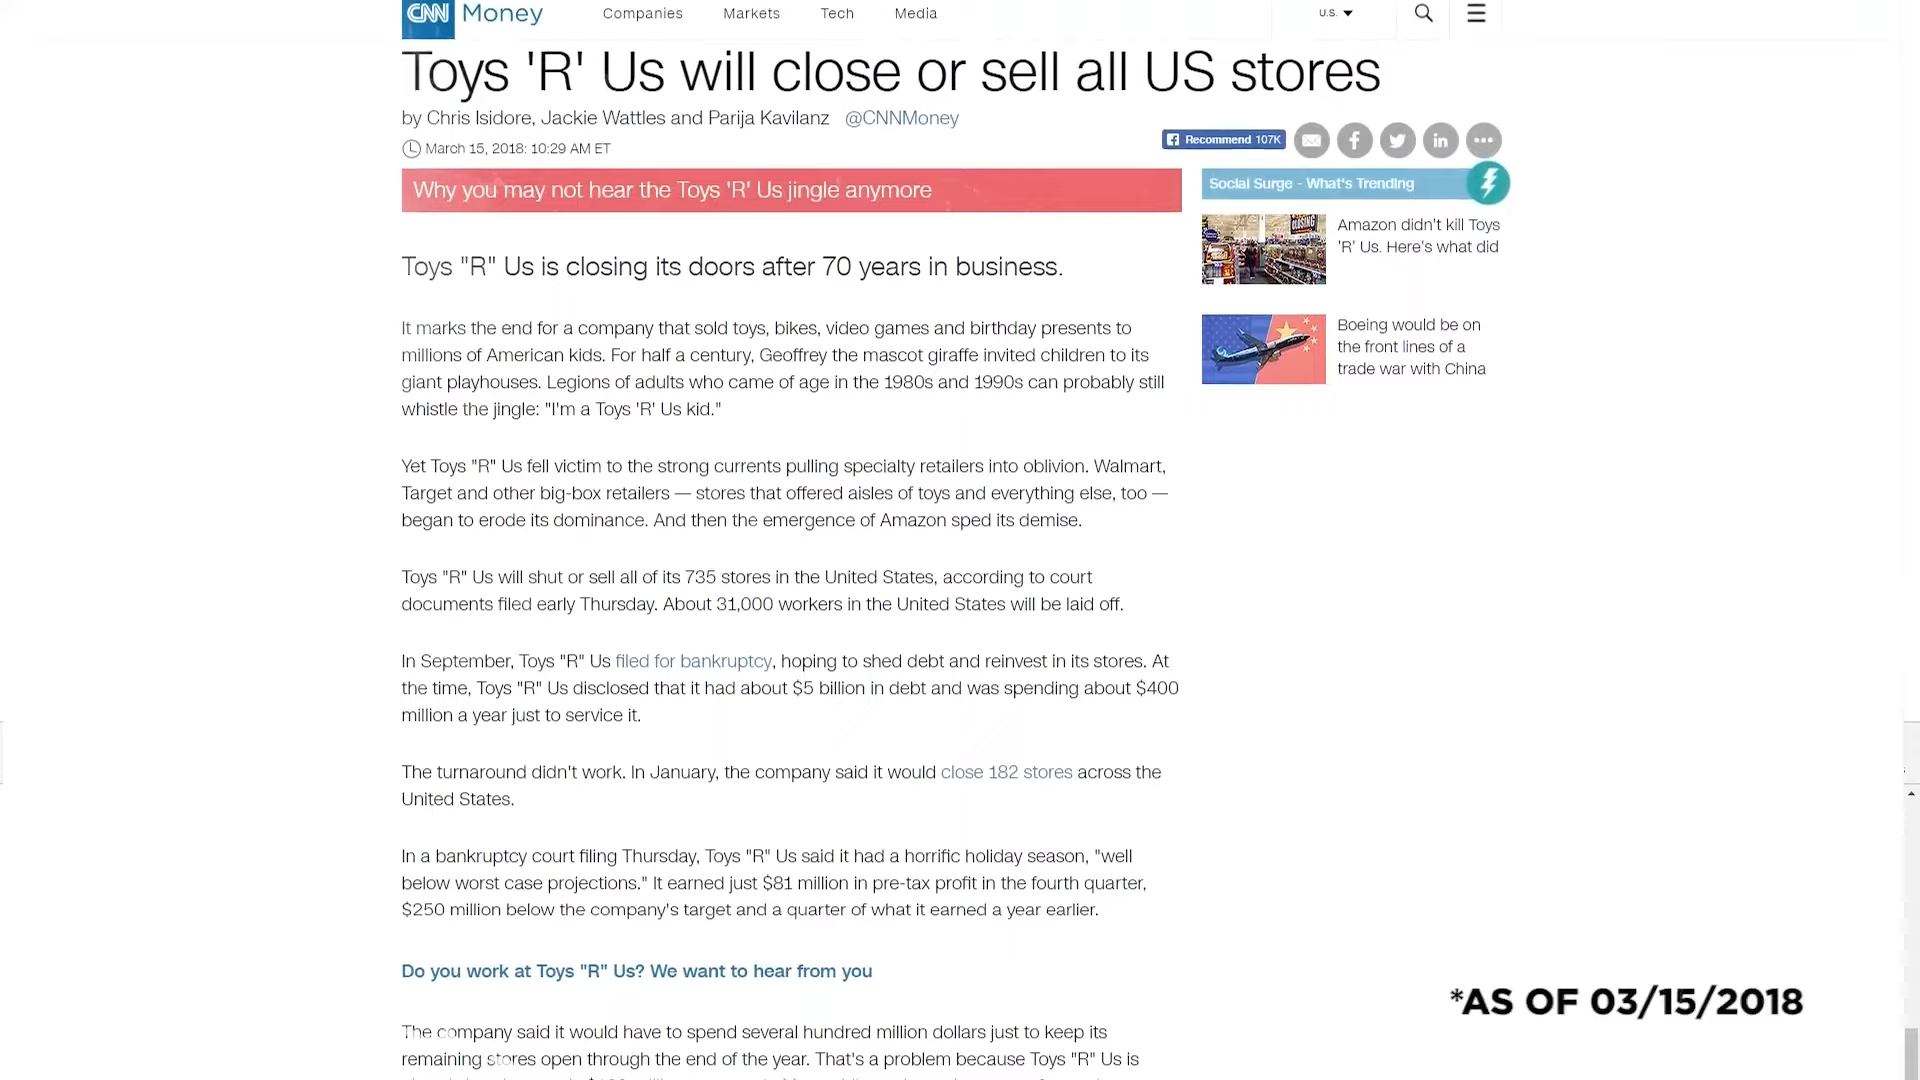 CNN Money Companies Markets Tech Media U.S.
Toys 'R' Us will close or sell all US stores
by Chris Isidore, Jackie Wattles and Parija Kavilanz @CNNMoney
March 15, 2018: 10:29 AM ET
Recommend 107K
Why you may not hear the Toys 'R' Us jingle anymore
Toys "R" Us is closing its doors after 70 years in business.
It marks the end for a company that sold toys, bikes, video games and birthday presents to
millions of American kids. For half a century, Geoffrey the mascot giraffe invited children to its
giant playhouses. Legions of adults who came of age in the 1980s and 1990s can probably still
whistle the jingle: "I'm a Toys 'R' Us kid."
Yet Toys "R" Us fell victim to the strong currents pulling specialty retailers into oblivion. Walmart,
Target and other big-box retailers — stores that offered aisles of toys and everything else, too —
began to erode its dominance. And then the emergence of Amazon sped its demise.
Toys "R" Us will shut or sell all of its 735 stores in the United States, according to court
documents filed early Thursday. About 31,000 workers in the United States will be laid off.
In September, Toys "R" Us filed for bankruptcy, hoping to shed debt and reinvest in its stores. At
the time, Toys "R" Us disclosed that it had about $5 billion in debt and was spending about $400
million a year just to service it.
The turnaround didn't work. In January, the company said it would close 182 stores across the
United States.
In a bankruptcy court filing Thursday, Toys "R" Us said it had a horrific holiday season, "well
below worst case projections." It earned just $81 million in pre-tax profit in the fourth quarter,
$250 million below the company's target and a quarter of what it earned a year earlier.
Do you work at Toys "R" Us? We want to hear from you
The company said it would have to spend several hundred million dollars just to keep its
remaining stores open through the end of the year. That's a problem because Toys "R" Us is
Social Surge - What's Trending
CLOSING
Amazon didn't kill Toys
'R' Us. Here's what did
Boeing would be on
the front lines of a
trade war with China
*AS OF 03/15/2018